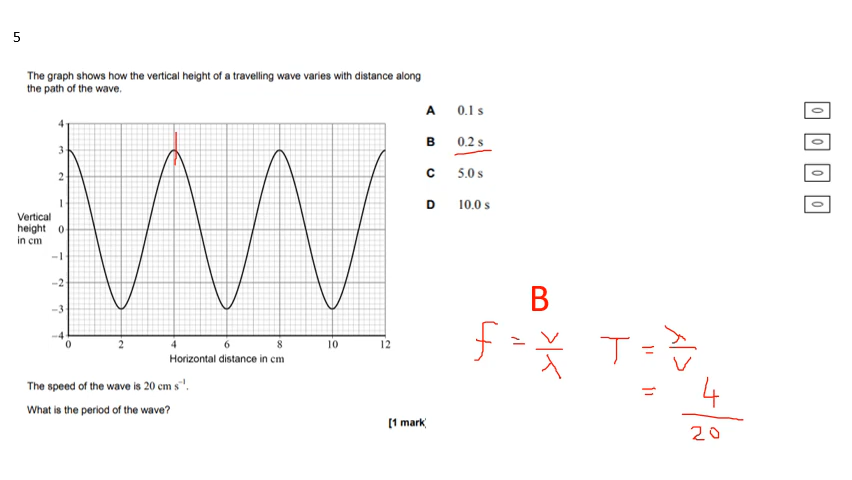 5
The graph shows how the vertical height of a travelling wave varies with distance along
the path of the wave.
A 0.1 s
B 0.2 s
C 5.0 s
D 10.0 s
4
3
2
1
0
−1
−2
−3
−4
Vertical
height
in cm
0 2 4 6 8 10 12
Horizontal distance in cm
The speed of the wave is 20 cm s⁻¹.
What is the period of the wave?
[1 mark
B
f = v/λ T = λ/v
= 4/20